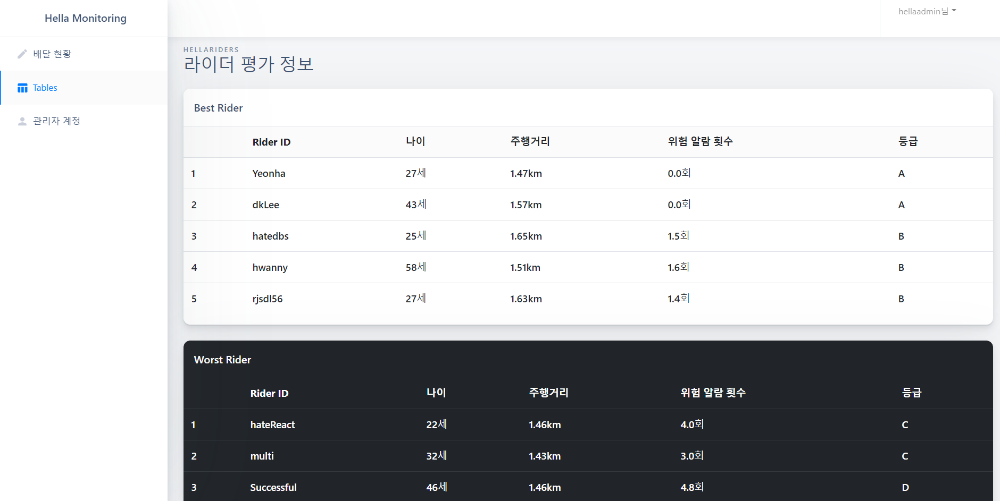 Hella Monitoring
hellaadmin님
배달 현황
Tables
관리자 계정
HELLARIDERS
라이더 평가 정보
Best Rider
Rider ID 나이 주행거리 위험 알람 횟수 등급
1 Yeonha 27세 1.47km 0.0회 A
2 dkLee 43세 1.57km 0.0회 A
3 hatedbs 25세 1.65km 1.5회 B
4 hwanny 58세 1.51km 1.6회 B
5 rjsdl56 27세 1.63km 1.4회 B
Worst Rider
Rider ID 나이 주행거리 위험 알람 횟수 등급
1 hateReact 22세 1.46km 4.0회 C
2 multi 32세 1.43km 3.0회 C
3 Successful 46세 1.46km 4.8회 D